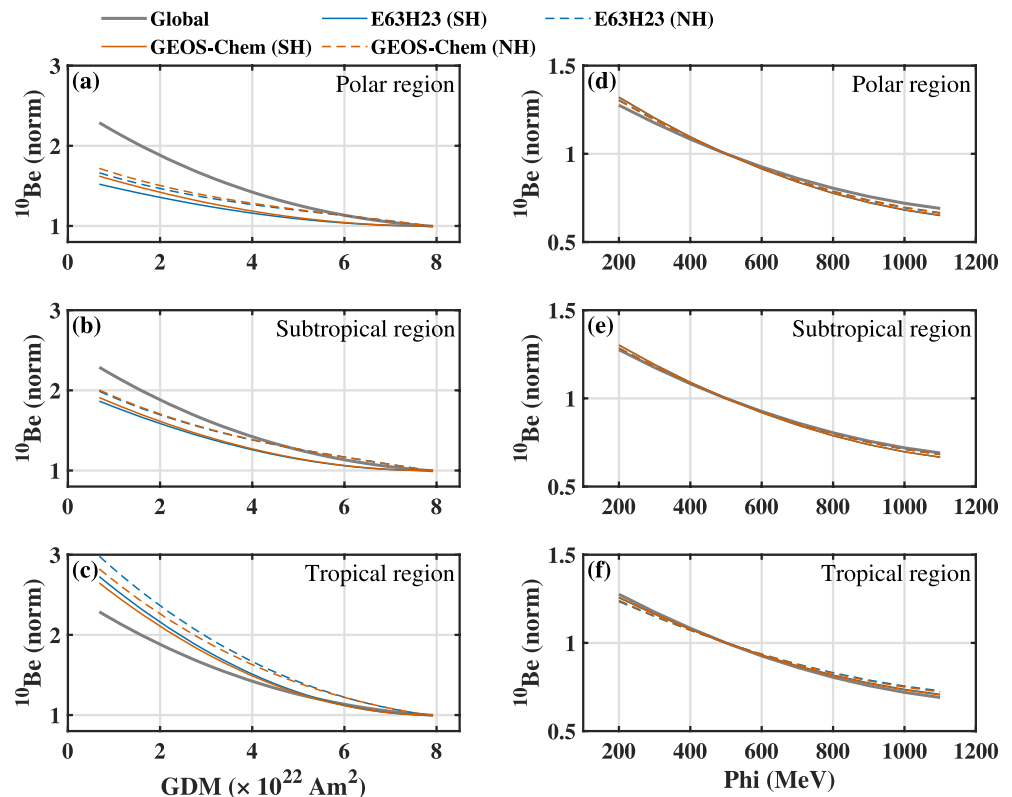 Global E63H23 (SH) E63H23 (NH)
GEOS-Chem (SH) GEOS-Chem (NH)
(a) Polar region
3
2
1
¹⁰Be (norm)
0 2 4 6 8
(d) Polar region
1.5
1
0.5
¹⁰Be (norm)
200 400 600 800 1000 1200
(b) Subtropical region
3
2
1
¹⁰Be (norm)
0 2 4 6 8
(e) Subtropical region
1.5
1
0.5
¹⁰Be (norm)
200 400 600 800 1000 1200
(c) Tropical region
3
2
1
¹⁰Be (norm)
0 2 4 6 8
GDM (× 10²² Am²)
(f) Tropical region
1.5
1
0.5
¹⁰Be (norm)
200 400 600 800 1000 1200
Phi (MeV)